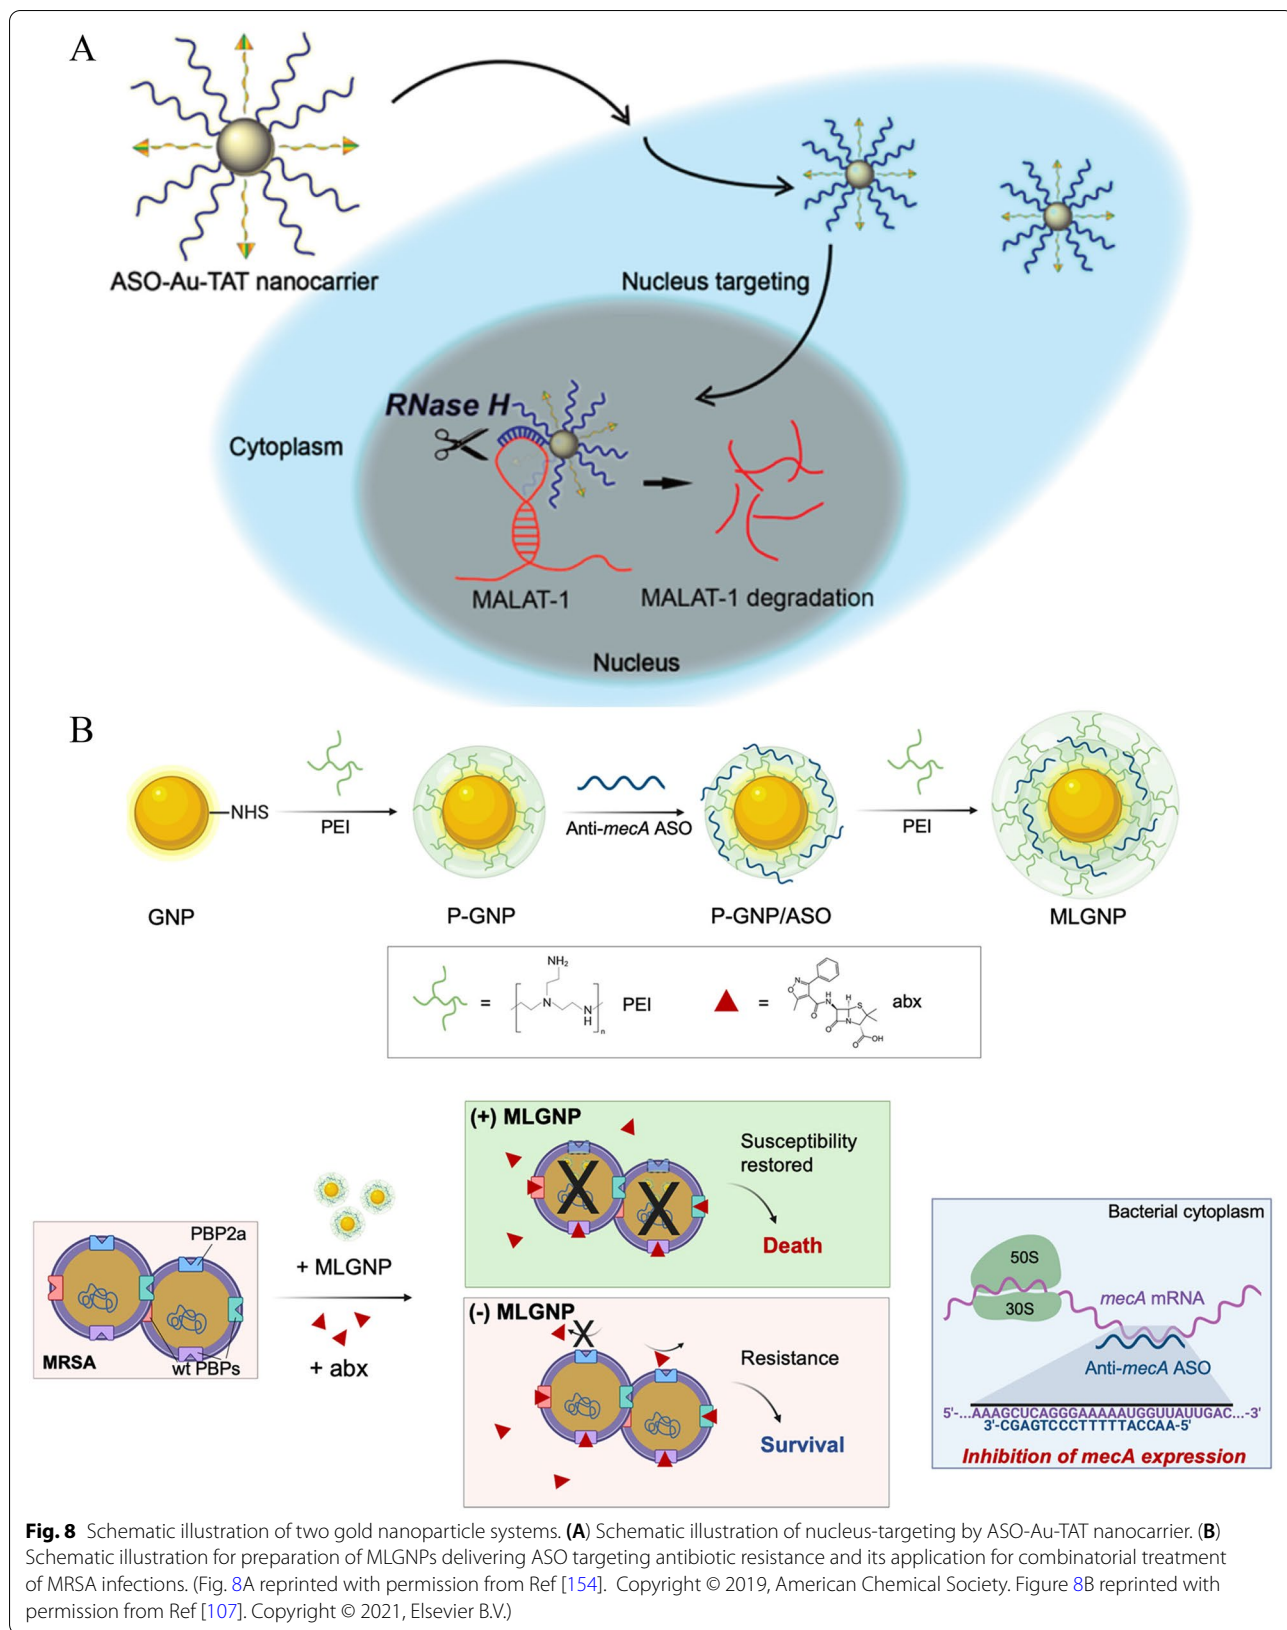 A
ASO-Au-TAT nanocarrier
Nucleus targeting
RNase H
Cytoplasm
MALAT-1
MALAT-1 degradation
Nucleus
B
NHS
PEI
Anti-mecA ASO
PEI
GNP
P-GNP
P-GNP/ASO
MLGNP
=
NH2
N
N
H
n
PEI
=
N
O
O
H
N
H
S
N
O
O
OH
abx
PBP2a
MRSA
wt PBPs
+ MLGNP
+ abx
(+) MLGNP
X
X
Susceptibility
restored
Death
(-) MLGNP
X
Resistance
Survival
Bacterial cytoplasm
50S
30S
mecA mRNA
Anti-mecA ASO
5'-...AAAGCUCAGGGAAAAAUGGUUAUUGAC...-3'
3'-CGAGTCCCTTTTTACCAA-5'
Inhibition of mecA expression
Fig. 8 Schematic illustration of two gold nanoparticle systems. (A) Schematic illustration of nucleus-targeting by ASO-Au-TAT nanocarrier. (B)
Schematic illustration for preparation of MLGNPs delivering ASO targeting antibiotic resistance and its application for combinatorial treatment
of MRSA infections. (Fig. 8A reprinted with permission from Ref [154]. Copyright © 2019, American Chemical Society. Figure 8B reprinted with
permission from Ref [107]. Copyright © 2021, Elsevier B.V.)